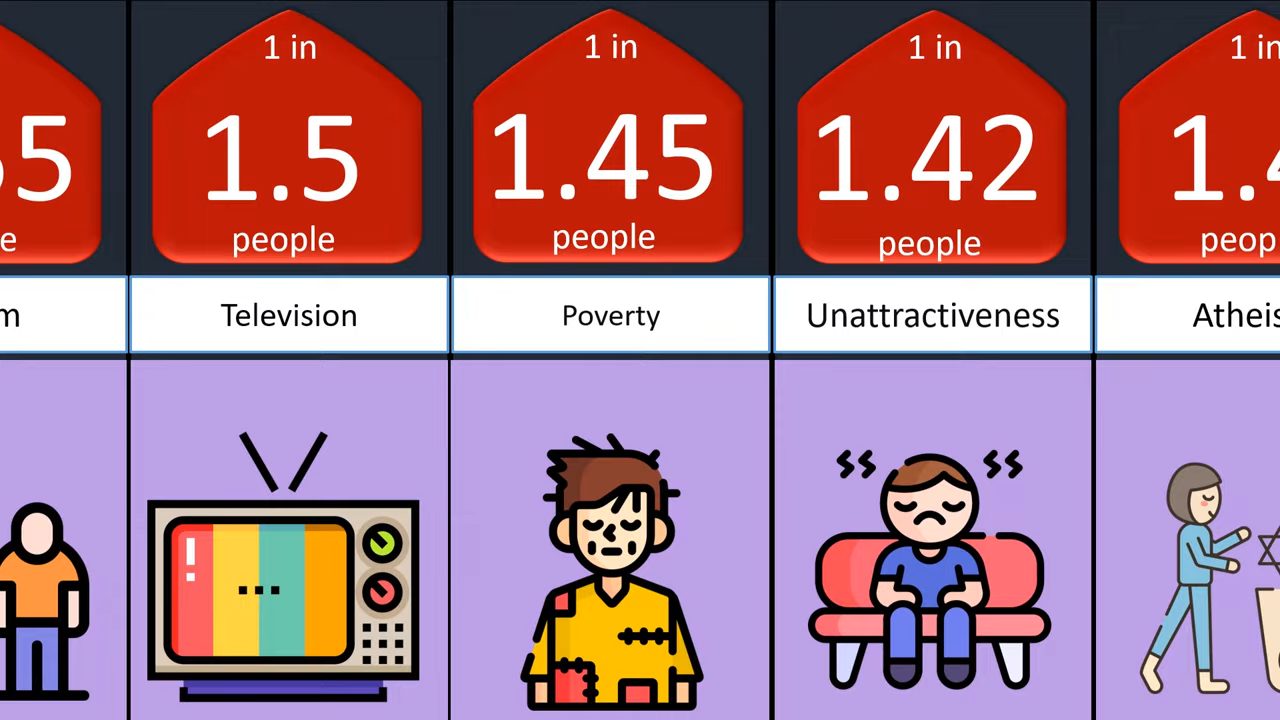 1 in
1.5
people
Television
1 in
1.45
people
Poverty
1 in
1.42
people
Unattractiveness